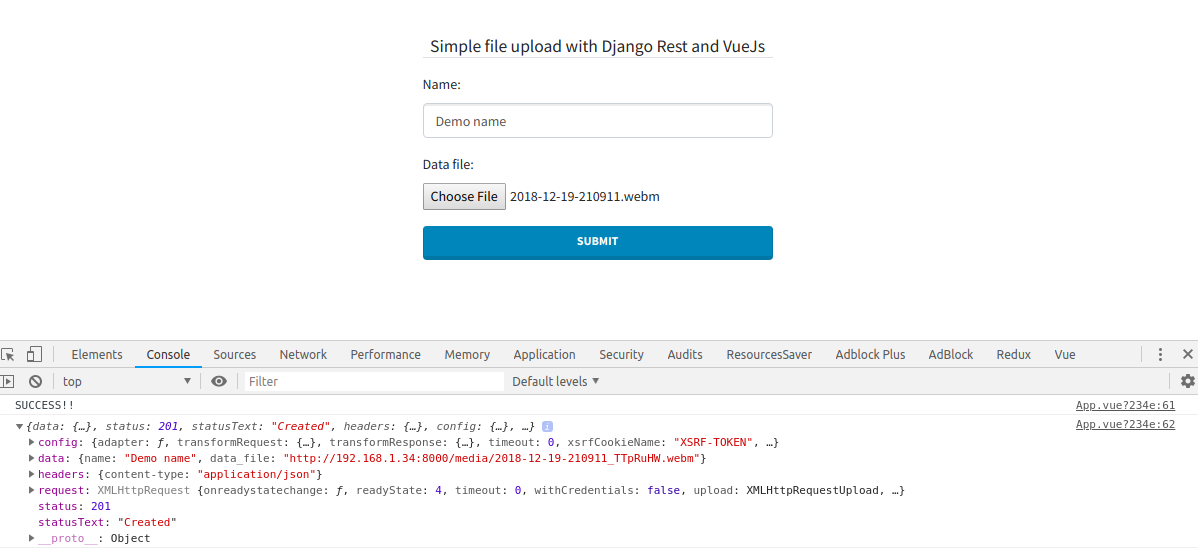 Simple file upload with Django Rest and VueJs
Name:
Demo name
Data file:
Choose File 2018-12-19-210911.webm
SUBMIT
Elements Console Sources Network Performance Memory Application Security Audits ResourcesSaver Adblock Plus AdBlock Redux Vue
top Filter Default levels
SUCCESS!! App.vue?234e:61
{data: {…}, status: 201, statusText: "Created", headers: {…}, config: {…}, …} i App.vue?234e:62
config: {adapter: ƒ, transformRequest: {…}, transformResponse: {…}, timeout: 0, xsrfCookieName: "XSRF-TOKEN", …}
data: {name: "Demo name", data_file: "http://192.168.1.34:8000/media/2018-12-19-210911_TTpRuHW.webm"}
headers: {content-type: "application/json"}
request: XMLHttpRequest {onreadystatechange: ƒ, readyState: 4, timeout: 0, withCredentials: false, upload: XMLHttpRequestUpload, …}
status: 201
statusText: "Created"
__proto__: Object